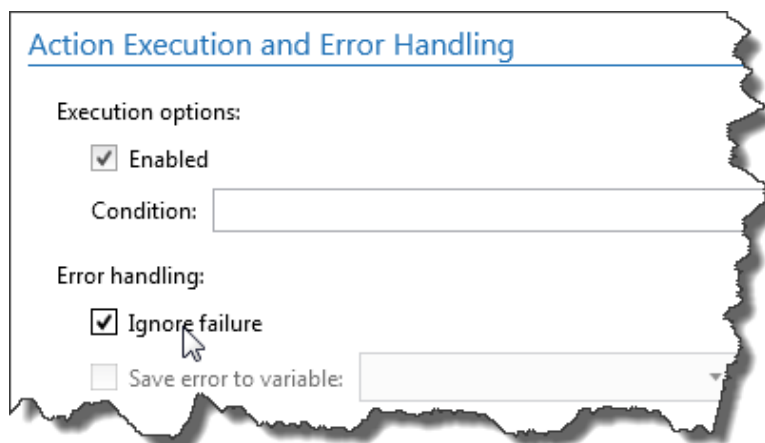 Action Execution and Error Handling
Execution options:
Enabled
Condition:
Error handling:
Ignore failure
Save error to variable: